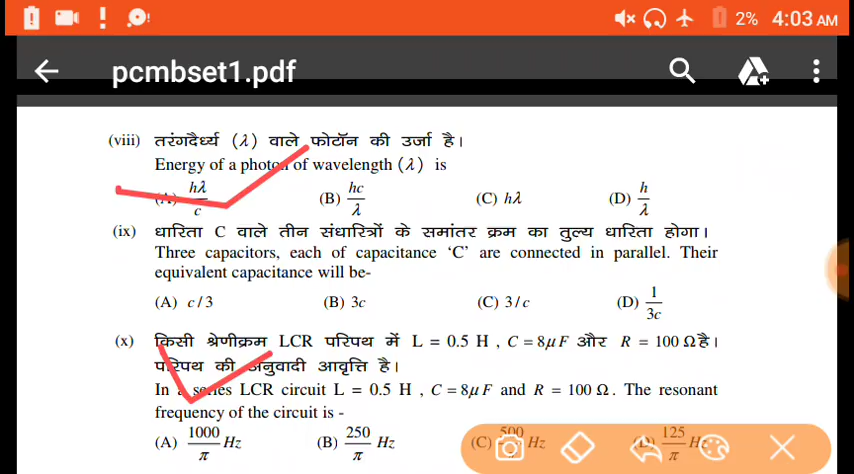 2% 4:03 AM
pcmbset1.pdf
(viii) तरंगदैर्ध्य (λ) वाले फोटॉन की उर्जा है।
Energy of a photon of wavelength (λ) is
(A) hλ/c (B) hc/λ (C) hλ (D) h/λ
(ix) धारिता C वाले तीन संधारित्रों के समांतर क्रम का तुल्य धारिता होगा।
Three capacitors, each of capacitance ‘C’ are connected in parallel. Their
equivalent capacitance will be-
(A) c/3 (B) 3c (C) 3/c (D) 1/3c
(x) किसी श्रेणीक्रम LCR परिपथ में L = 0.5 H , C = 8μF और R = 100 Ω है।
परिपथ की अनुवादी आवृत्ति है।
In a series LCR circuit L = 0.5 H , C = 8μF and R = 100 Ω. The resonant
frequency of the circuit is -
(A) 1000/π Hz (B) 250/π Hz (C) 500/π Hz (D) 125/π Hz